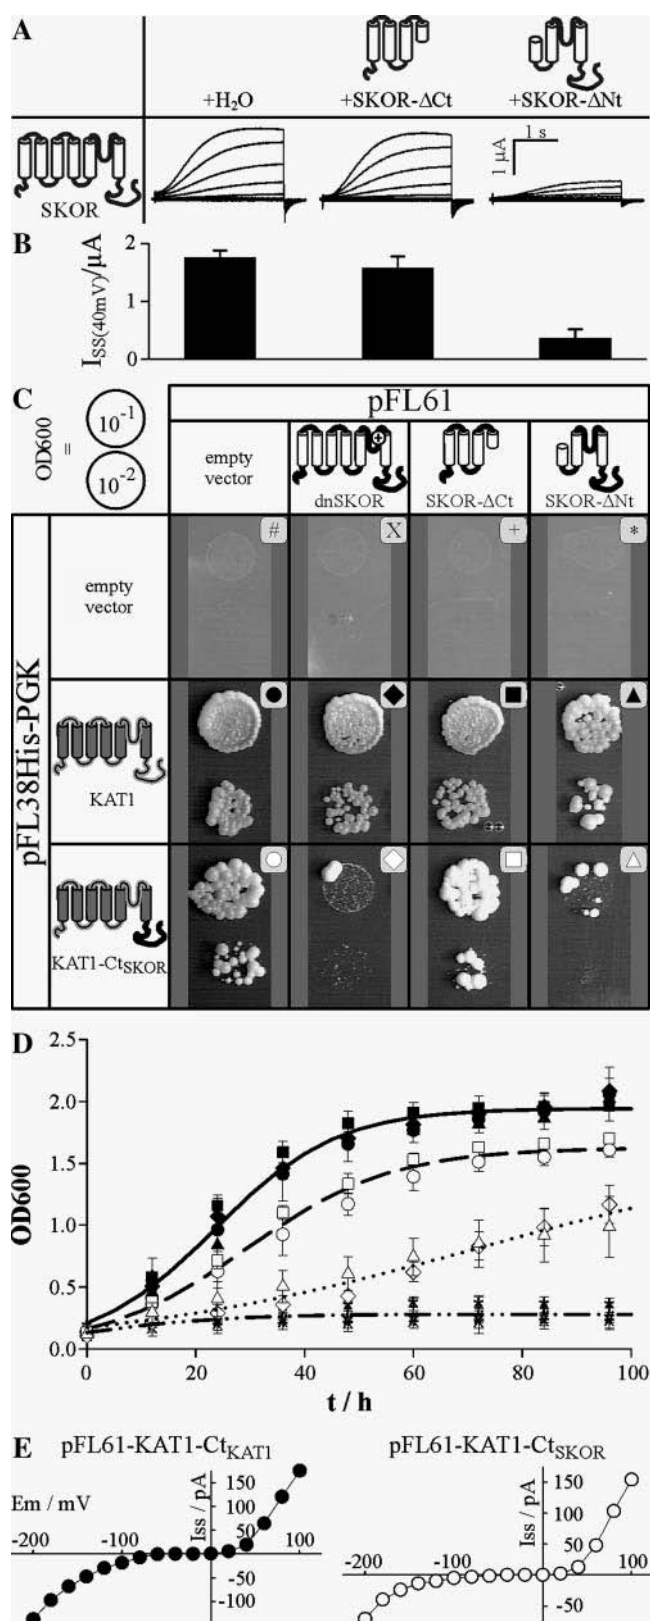 A
+H₂O +SKOR-ΔCt +SKOR-ΔNt
1 s
1 µA
SKOR
B
I_SS(40mV)/µA
2
1
0
C
OD600 = 10⁻¹ 10⁻²
pFL61
empty vector
dnSKOR
SKOR-ΔCt
SKOR-ΔNt
pFL38His-PGK
empty vector
# X + *
KAT1
KAT1-Ct_SKOR
D
OD600
2.5
2.0
1.5
1.0
0.5
0.0
0 20 40 60 80 100
t / h
E
pFL61-KAT1-Ct_KAT1 pFL61-KAT1-Ct_SKOR
Em / mV
Iss / pA
150
100
50
-200 -100 100
-50
-100
Iss / pA
150
100
50
-200 -100 100
-50